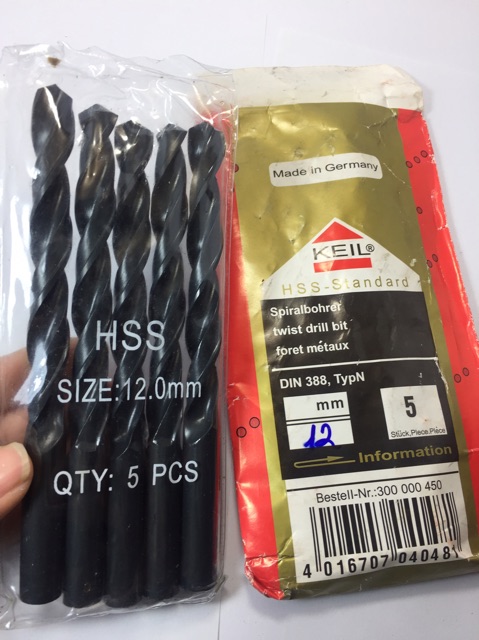 HSS
SIZE:12.0mm
QTY: 5 PCS
Made in Germany
KEIL®
HSS-Standard
Spiralbohrer
twist drill bit
foret métaux
DIN 388, TypN
mm
12
5
Stück,Piece,Pièce
Information
Bestell-Nr.:300 000 450
4 016707 040481